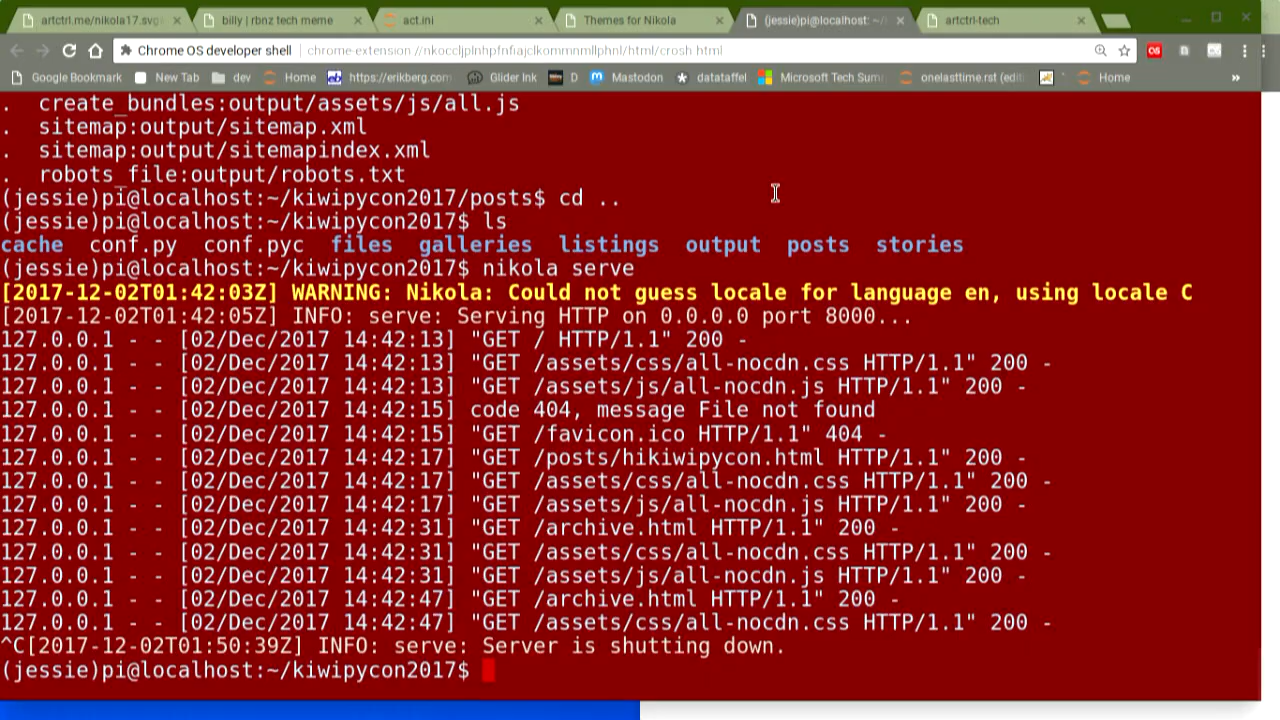 artctrl.me/nikola17.svg
billy | rbnz tech meme
act.ini
Themes for Nikola
(jessie)pi@localhost: ~/
artctrl-tech
Chrome OS developer shell
chrome-extension://nkoccljplnhpfnfiajclkommnmllphnl/html/crosh.html
Google Bookmark
New Tab
dev
Home
https://erikberg.com
Glider Ink
D
Mastodon
datataffel
Microsoft Tech Sum
onelasttime.rst (edit
Home
»
. create_bundles:output/assets/js/all.js
. sitemap:output/sitemap.xml
. sitemap:output/sitemapindex.xml
. robots_file:output/robots.txt
(jessie)pi@localhost:~/kiwipycon2017/posts$ cd ..
(jessie)pi@localhost:~/kiwipycon2017$ ls
cache conf.py conf.pyc files galleries listings output posts stories
(jessie)pi@localhost:~/kiwipycon2017$ nikola serve
[2017-12-02T01:42:03Z] WARNING: Nikola: Could not guess locale for language en, using locale C
[2017-12-02T01:42:05Z] INFO: serve: Serving HTTP on 0.0.0.0 port 8000...
127.0.0.1 - - [02/Dec/2017 14:42:13] "GET / HTTP/1.1" 200 -
127.0.0.1 - - [02/Dec/2017 14:42:13] "GET /assets/css/all-nocdn.css HTTP/1.1" 200 -
127.0.0.1 - - [02/Dec/2017 14:42:13] "GET /assets/js/all-nocdn.js HTTP/1.1" 200 -
127.0.0.1 - - [02/Dec/2017 14:42:15] code 404, message File not found
127.0.0.1 - - [02/Dec/2017 14:42:15] "GET /favicon.ico HTTP/1.1" 404 -
127.0.0.1 - - [02/Dec/2017 14:42:17] "GET /posts/hikiwipycon.html HTTP/1.1" 200 -
127.0.0.1 - - [02/Dec/2017 14:42:17] "GET /assets/css/all-nocdn.css HTTP/1.1" 200 -
127.0.0.1 - - [02/Dec/2017 14:42:17] "GET /assets/js/all-nocdn.js HTTP/1.1" 200 -
127.0.0.1 - - [02/Dec/2017 14:42:31] "GET /archive.html HTTP/1.1" 200 -
127.0.0.1 - - [02/Dec/2017 14:42:31] "GET /assets/css/all-nocdn.css HTTP/1.1" 200 -
127.0.0.1 - - [02/Dec/2017 14:42:31] "GET /assets/js/all-nocdn.js HTTP/1.1" 200 -
127.0.0.1 - - [02/Dec/2017 14:42:47] "GET /archive.html HTTP/1.1" 200 -
127.0.0.1 - - [02/Dec/2017 14:42:47] "GET /assets/css/all-nocdn.css HTTP/1.1" 200 -
^C[2017-12-02T01:50:39Z] INFO: serve: Server is shutting down.
(jessie)pi@localhost:~/kiwipycon2017$